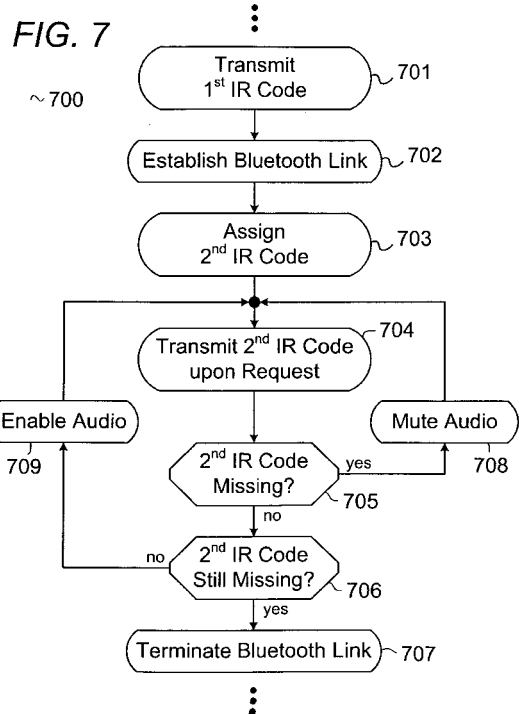 FIG. 7
~700
Transmit
1st IR Code
701
Establish Bluetooth Link
702
Assign
2nd IR Code
703
Transmit 2nd IR Code
upon Request
704
Enable Audio
709
Mute Audio
708
2nd IR Code
Missing?
705
yes
no
2nd IR Code
Still Missing?
706
no
yes
Terminate Bluetooth Link
707